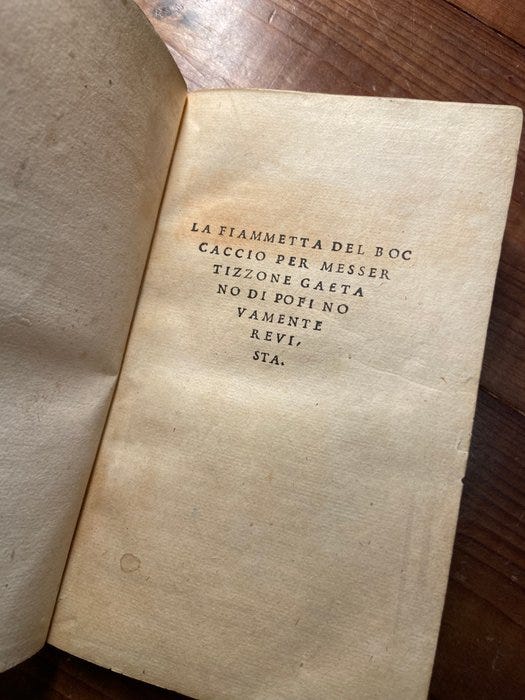 LA FIAMMETTA DEL BOC
CACCIO PER MESSER
TIZZONE GAETA
NO DI POFI NO
VAMENTE
REVI,
STA.